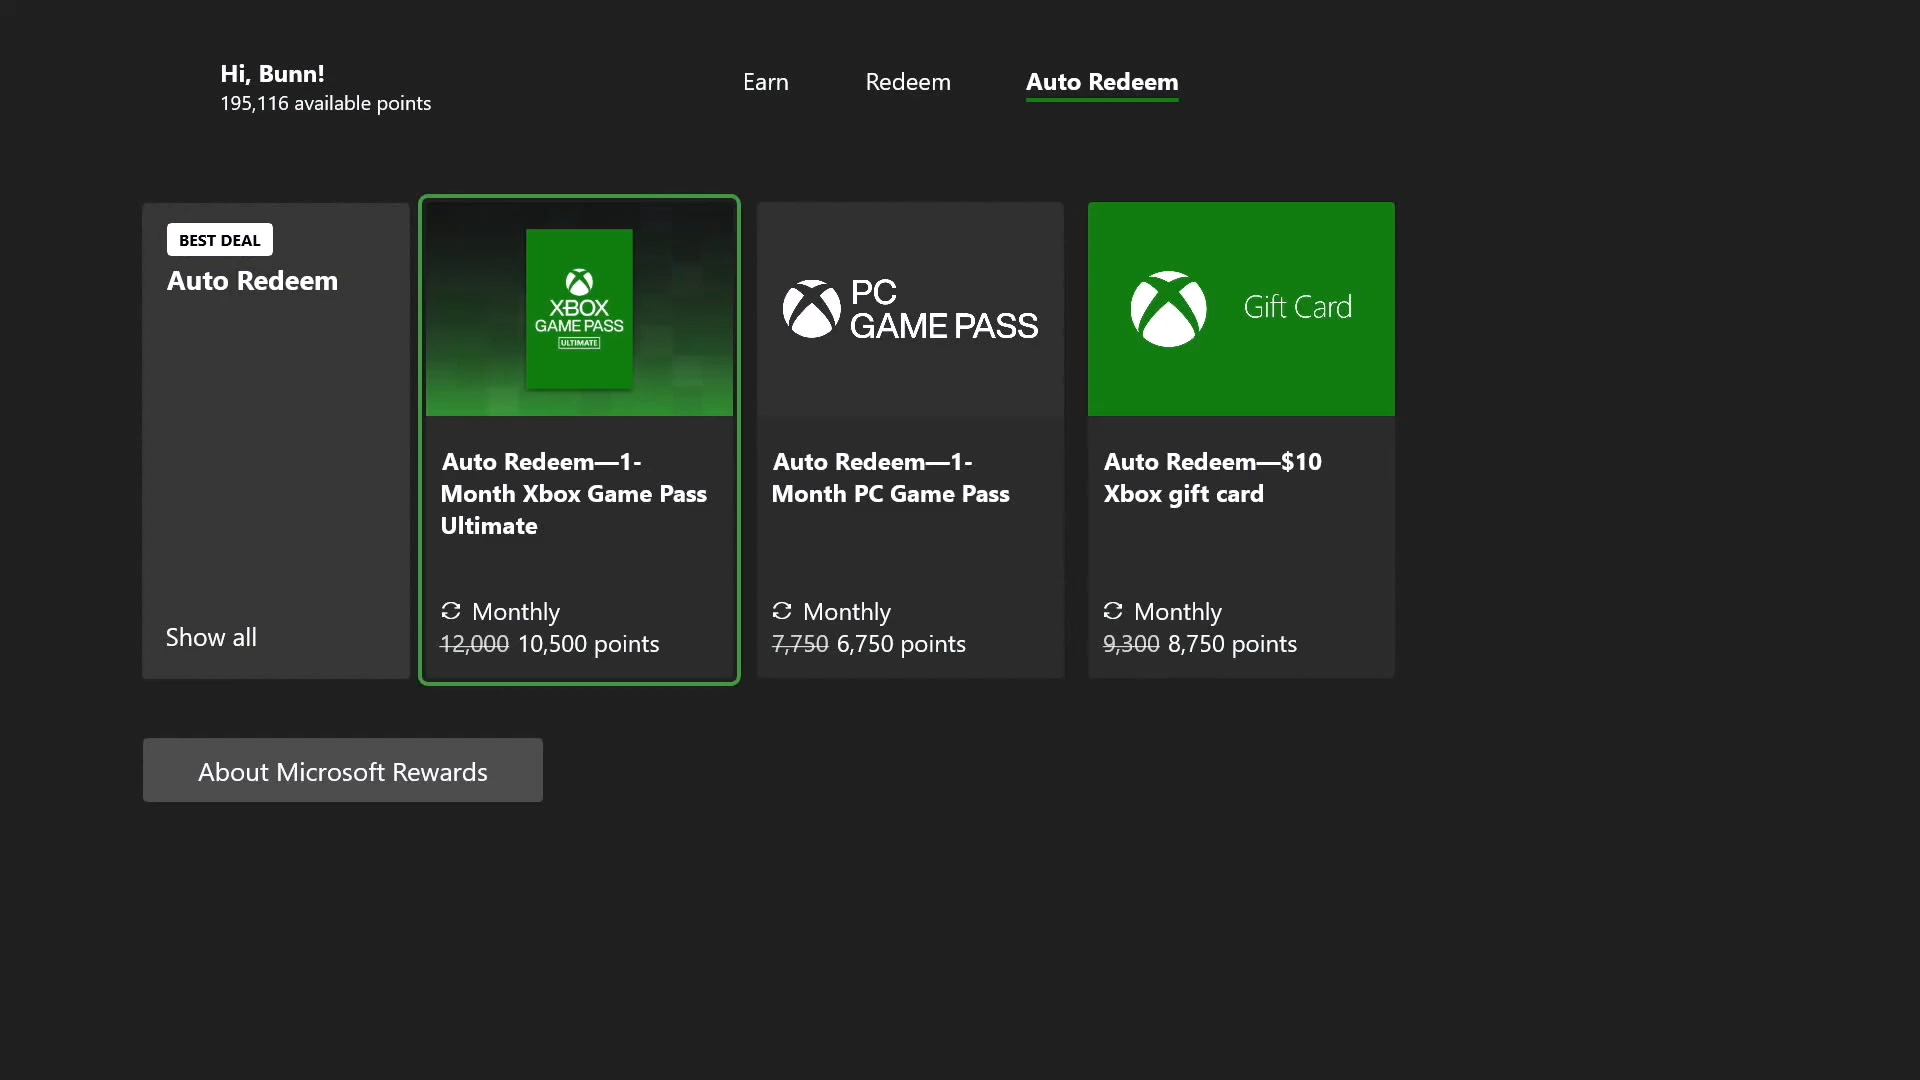 Hi, Bunn!
195,116 available points
Earn
Redeem
Auto Redeem
BEST DEAL
Auto Redeem
Show all
XBOX
GAME PASS
ULTIMATE
Auto Redeem—1-
Month Xbox Game Pass
Ultimate
Monthly
12,000 10,500 points
PC
GAME PASS
Auto Redeem—1-
Month PC Game Pass
Monthly
7,750 6,750 points
Gift Card
Auto Redeem—$10
Xbox gift card
Monthly
9,300 8,750 points
About Microsoft Rewards